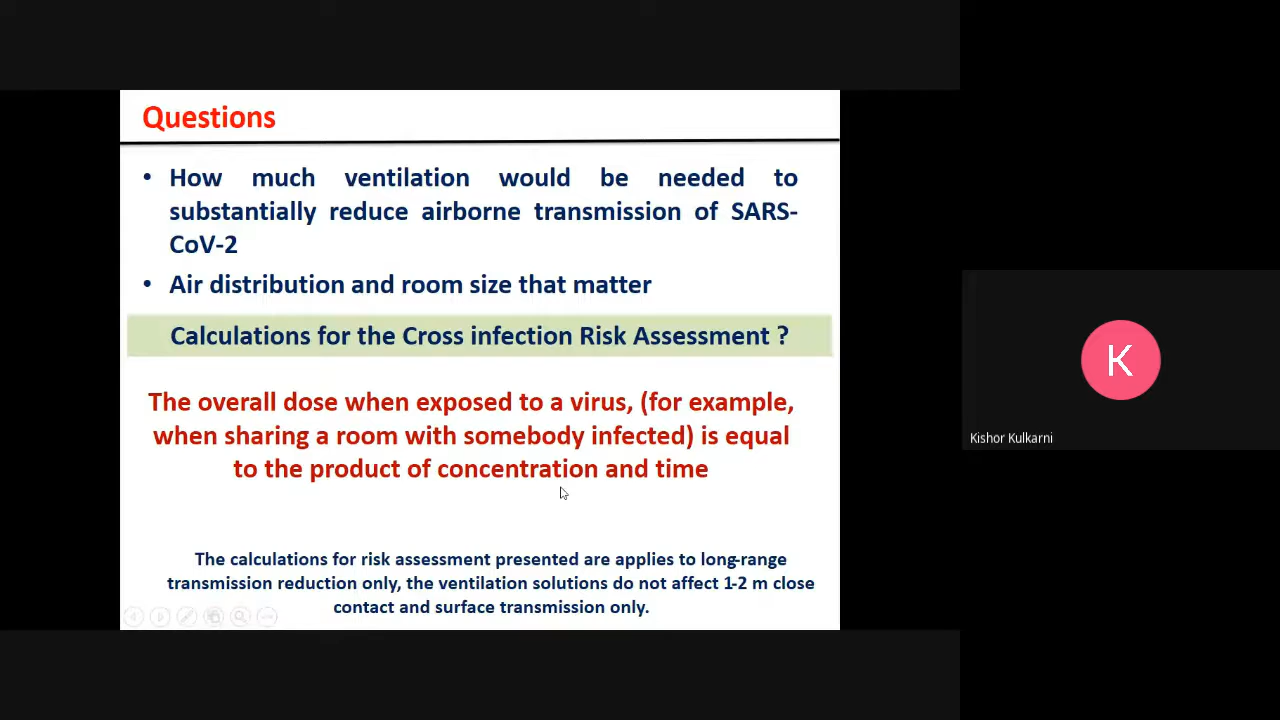 Questions
• How much ventilation would be needed to
substantially reduce airborne transmission of SARS-
CoV-2
• Air distribution and room size that matter
Calculations for the Cross infection Risk Assessment ?
The overall dose when exposed to a virus, (for example,
when sharing a room with somebody infected) is equal
to the product of concentration and time
The calculations for risk assessment presented are applies to long-range
transmission reduction only, the ventilation solutions do not affect 1-2 m close
contact and surface transmission only.
K
Kishor Kulkarni